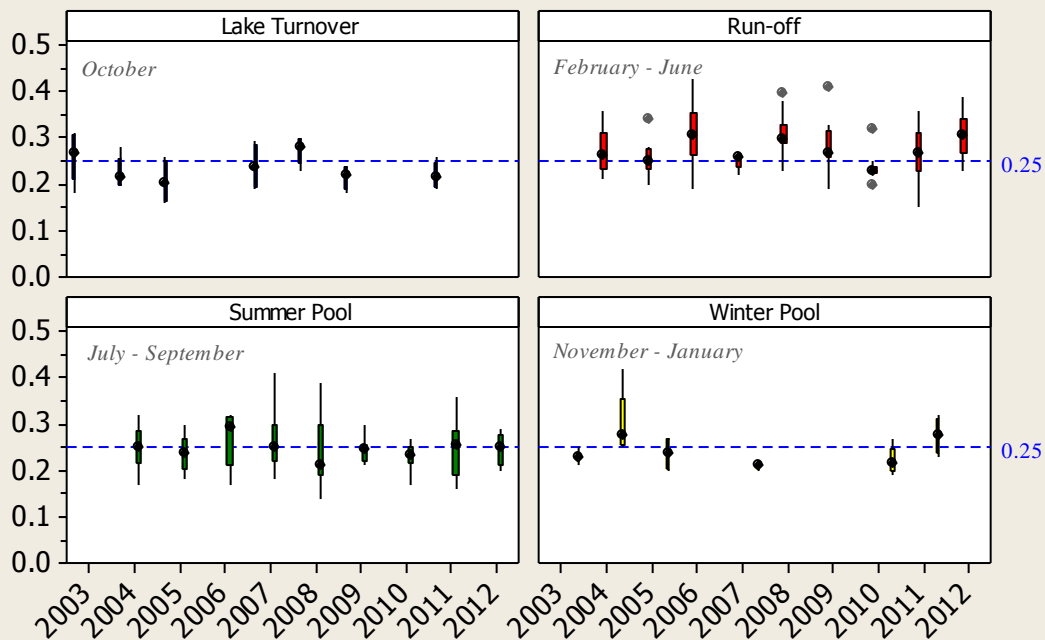 Lake Turnover
Run-off
0.5
0.4
0.3
0.2
0.1
0.0
October
February - June
0.25
Summer Pool
Winter Pool
0.5
0.4
0.3
0.2
0.1
0.0
July - September
November - January
0.25
2003 2004 2005 2006 2007 2008 2009 2010 2011 2012
2003 2004 2005 2006 2007 2008 2009 2010 2011 2012